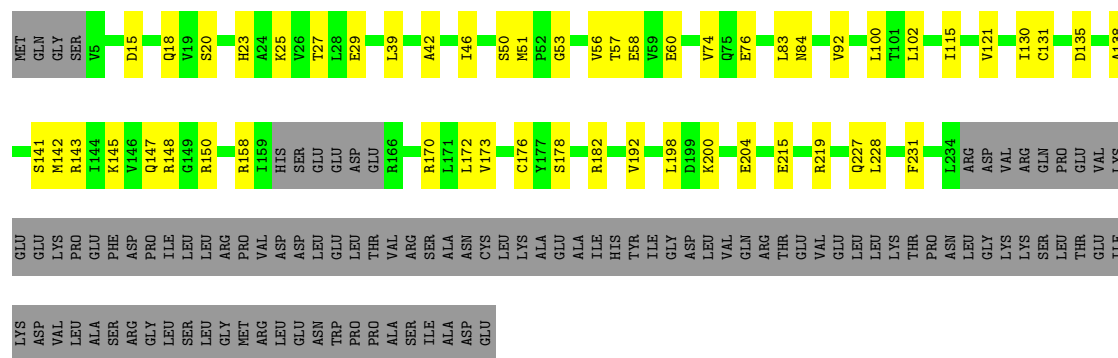 MET GLN GLY SER V5 D15 Q18 V19 S20 H23 A24 K25 V26 T27 L28 E29 L39 A42 I46 S50 M51 P52 G53 V56 T57 E58 V59 E60 V74 Q75 E76 L83 N84 V92 L100 T101 L102 I115 V121 I130 C131 D135 A138
S141 M142 R143 I144 K145 V146 Q147 R148 G149 R150 R158 I159 HIS SER GLU GLU ASP GLU R166 R170 L171 L172 V173 C176 Y177 S178 R182 V192 L198 D199 K200 E204 E215 R219 Q227 L228 F231 L234 ARG ASP VAL ARG GLN PRO GLU VAL LYS
GLU GLU LYS PRO GLU PHE ASP PRO ILE LEU LEU ARG PRO VAL ASP ASP LEU GLU LEU THR VAL ARG SER ALA ASN CYS LEU LYS ALA GLU ALA ILE HIS TYR ILE GLY ASP LEU VAL GLN ARG THR GLU VAL GLU LEU LEU LYS THR PRO ASN LEU GLY LYS LYS SER LEU THR GLU ILE
LYS ASP VAL LEU ALA SER ARG GLY LEU SER LEU GLY MET ARG LEU GLU ASN TRP PRO PRO ALA SER ILE ALA ASP GLU